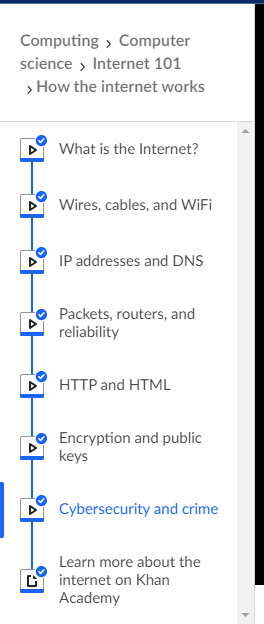 Computing › Computer
science › Internet 101
› How the internet works
What is the Internet?
Wires, cables, and WiFi
IP addresses and DNS
Packets, routers, and
reliability
HTTP and HTML
Encryption and public
keys
Cybersecurity and crime
Learn more about the
internet on Khan
Academy